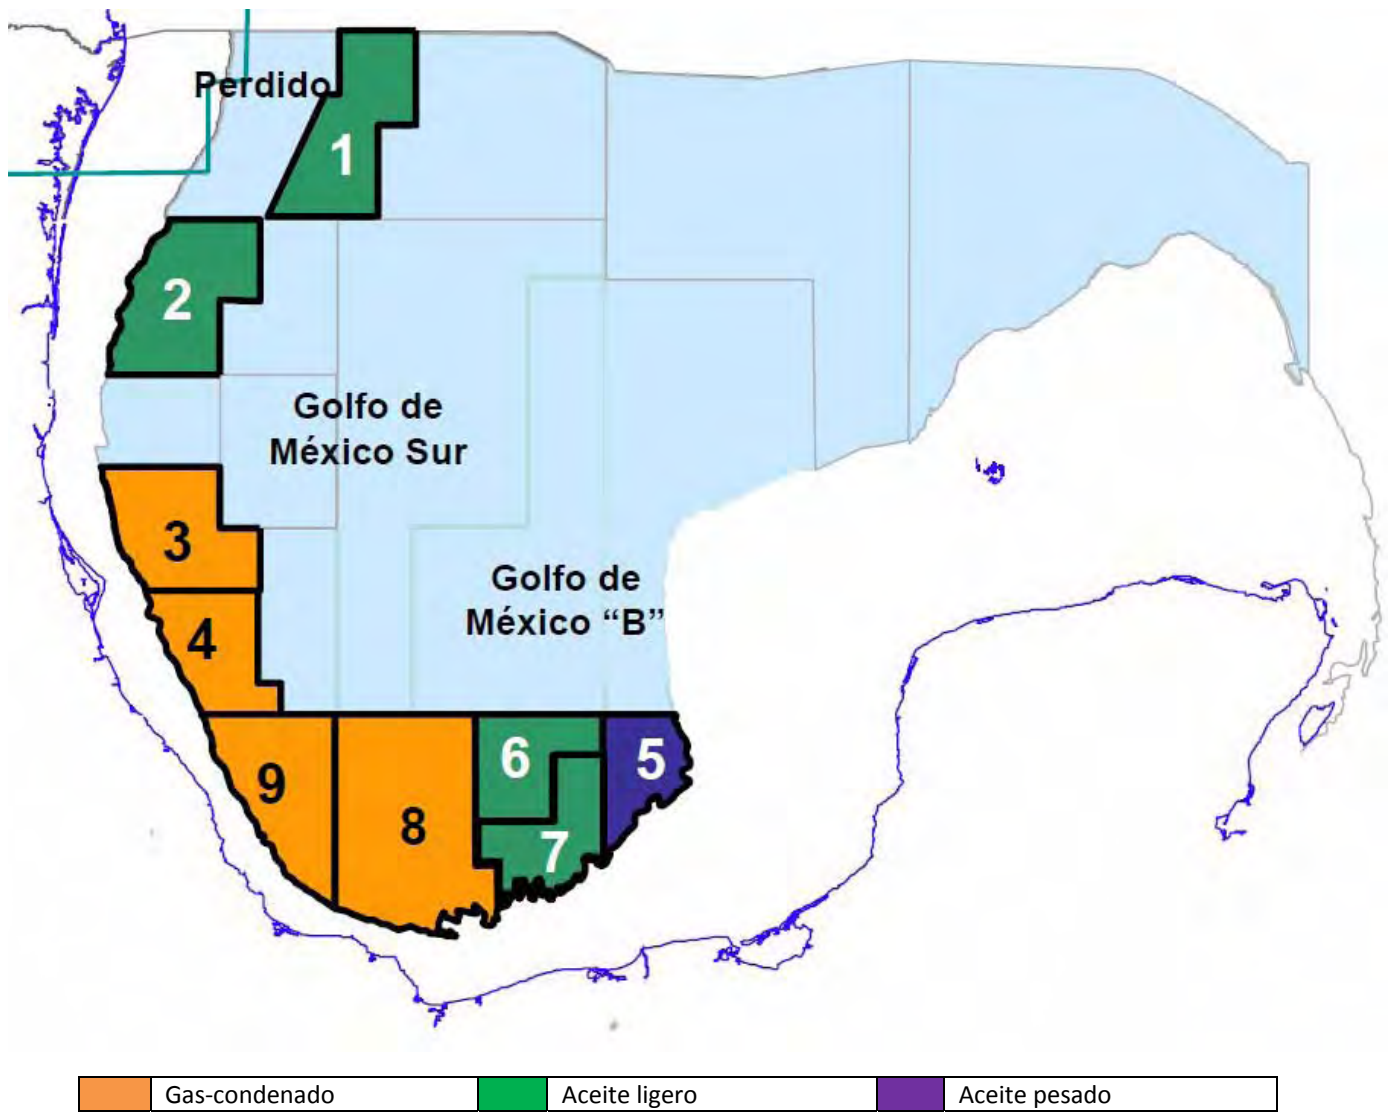 Perdido
1
2
Golfo de
México Sur
3
Golfo de
México “B”
4
6
5
9
8
7
Gas-condenado
Aceite ligero
Aceite pesado